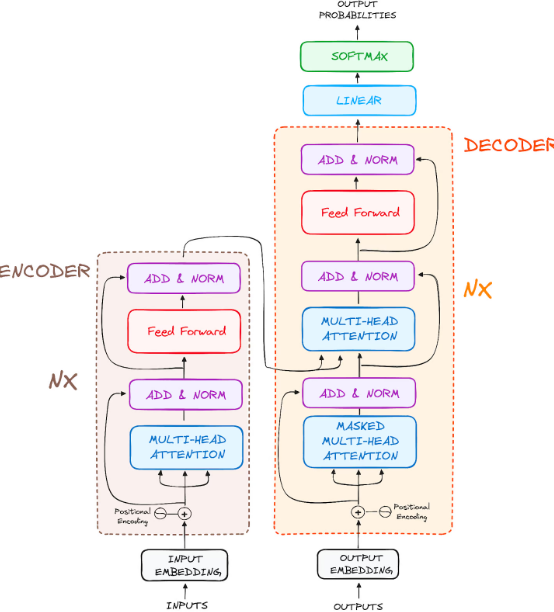 OUTPUT
PROBABILITIES
SOFTMAX
LINEAR
DECODER
ADD & NORM
Feed Forward
ADD & NORM
NX
MULTI-HEAD
ATTENTION
ADD & NORM
MASKED
MULTI-HEAD
ATTENTION
Positional
Encoding
OUTPUT
EMBEDDING
OUTPUTS
ENCODER
ADD & NORM
Feed Forward
NX
ADD & NORM
MULTI-HEAD
ATTENTION
Positional
Encoding
INPUT
EMBEDDING
INPUTS